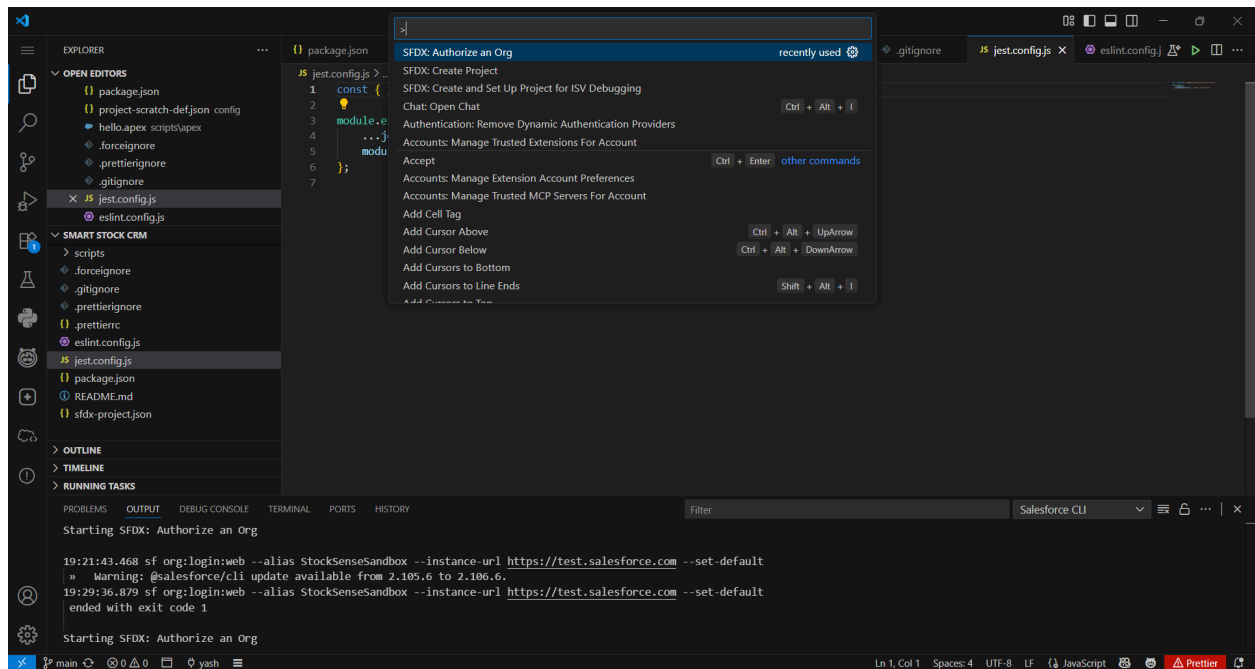 >
SFDX: Authorize an Org recently used
SFDX: Create Project
SFDX: Create and Set Up Project for ISV Debugging
Chat: Open Chat Ctrl + Alt + I
Authentication: Remove Dynamic Authentication Providers
Accounts: Manage Trusted Extensions For Account
Accept Ctrl + Enter other commands
Accounts: Manage Extension Account Preferences
Accounts: Manage Trusted MCP Servers For Account
Add Cell Tag
Add Cursor Above Ctrl + Alt + UpArrow
Add Cursor Below Ctrl + Alt + DownArrow
Add Cursors to Bottom
Add Cursors to Line Ends Shift + Alt + I
Add Cursors to Top
EXPLORER ...
OPEN EDITORS
{} package.json
{} project-scratch-def.json config
hello.apex scripts\apex
.forceignore
.prettierignore
.gitignore
JS jest.config.js
eslint.config.js
SMART STOCK CRM
scripts
.forceignore
.gitignore
.prettierignore
{} .prettierrc
eslint.config.js
JS jest.config.js
{} package.json
README.md
{} sfdx-project.json
OUTLINE
TIMELINE
RUNNING TASKS
1
{} package.json .gitignore JS jest.config.js eslint.config.j ...
JS jest.config.js > ..
1 const {
2
3 module.e
4 ...j
5 modu
6 };
7
PROBLEMS OUTPUT DEBUG CONSOLE TERMINAL PORTS HISTORY Filter Salesforce CLI ...
Starting SFDX: Authorize an Org
19:21:43.468 sf org:login:web --alias StockSenseSandbox --instance-url https://test.salesforce.com --set-default
» Warning: @salesforce/cli update available from 2.105.6 to 2.106.6.
19:29:36.879 sf org:login:web --alias StockSenseSandbox --instance-url https://test.salesforce.com --set-default
ended with exit code 1
Starting SFDX: Authorize an Org
main 0 0 yash Ln 1, Col 1 Spaces: 4 UTF-8 LF JavaScript Prettier